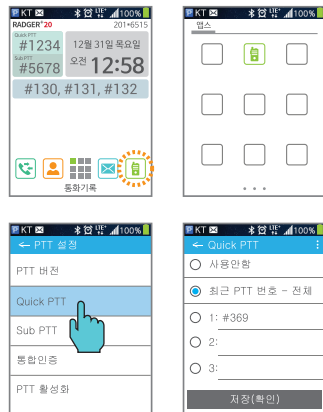 KT 100%
RADGER*20 201*6515
Quick PTT
#1234
Sub PTT
#5678
12월 31일 목요일
오전 12:58
#130, #131, #132
통화기록
KT LTE 100%
맵스
KT LTE 100%
← PTT 설정
PTT 버전
Quick PTT
Sub PTT
통합인증
PTT 활성화
KT LTE 100%
← Quick PTT
사용안함
최근 PTT 번호 - 전체
1: #369
2:
3:
저장(확인)